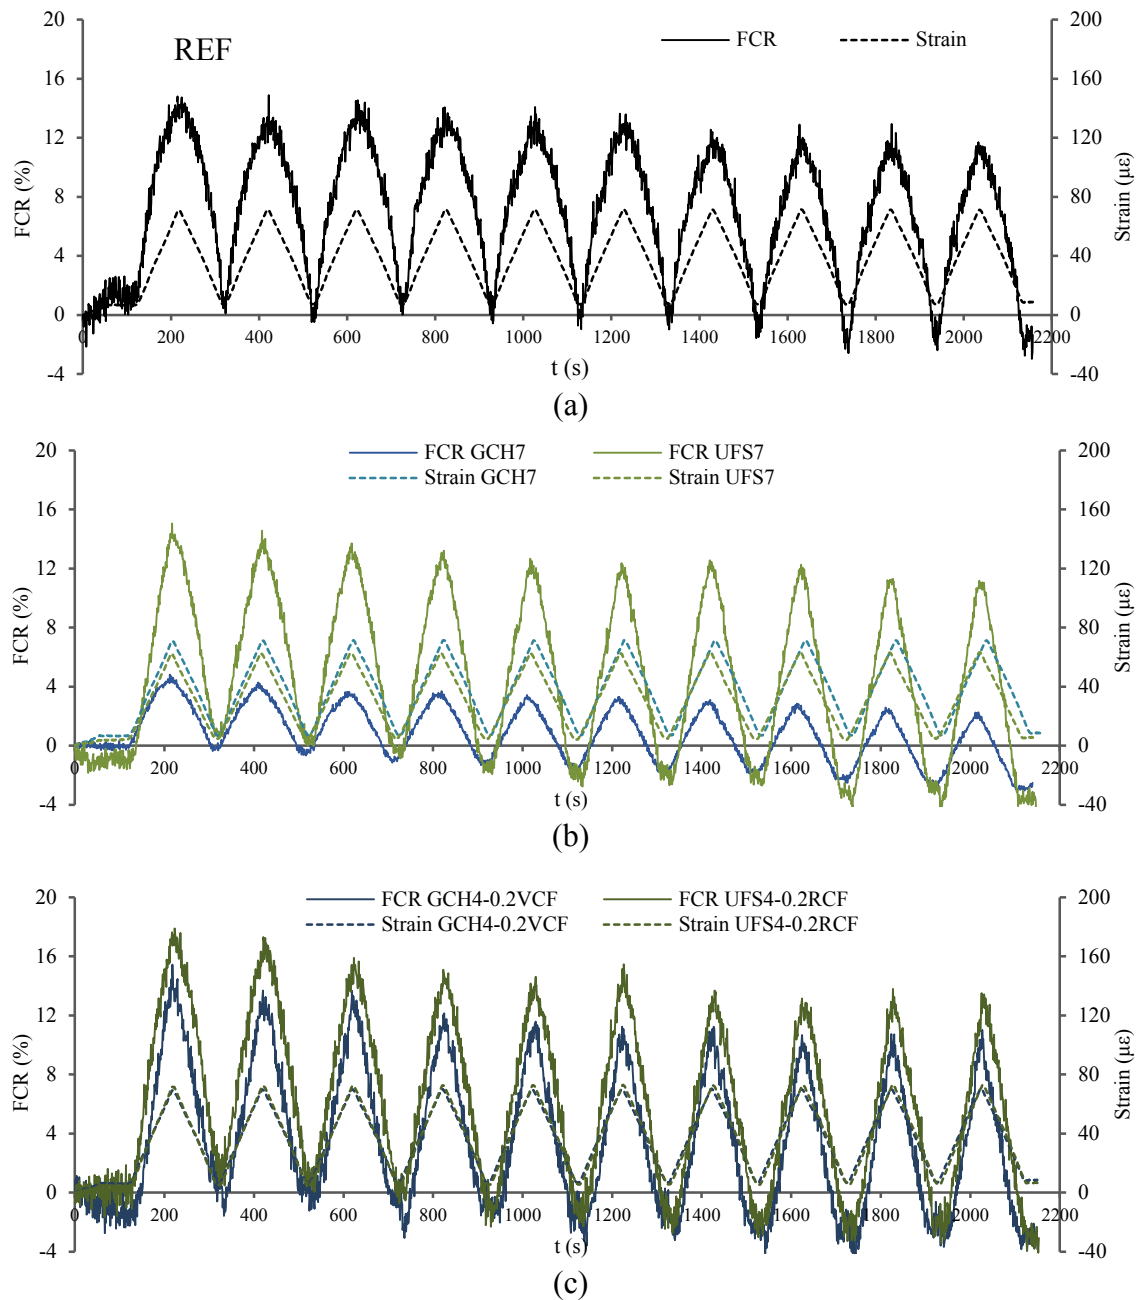 20 200
REF
FCR Strain
16 160
12 120
FCR (%)
Strain (με)
8 80
4 40
0 0
0 200 400 600 800 1000 1200 1400 1600 1800 2000 2200
-4 -40
t (s)
(a)
20 200
FCR GCH7 FCR UFS7
Strain GCH7 Strain UFS7
16 160
12 120
FCR (%)
Strain (με)
8 80
4 40
0 0
0 200 400 600 800 1000 1200 1400 1600 1800 2000 2200
-4 -40
t (s)
(b)
20 200
FCR GCH4-0.2VCF FCR UFS4-0.2RCF
Strain GCH4-0.2VCF Strain UFS4-0.2RCF
16 160
12 120
FCR (%)
Strain (με)
8 80
4 40
0 0
0 200 400 600 800 1000 1200 1400 1600 1800 2000 2200
-4 -40
t (s)
(c)